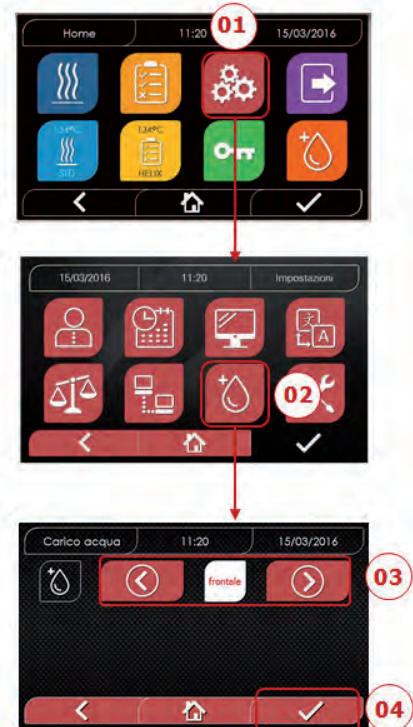 Home 11:20 15/03/2016
01
134°C 134°C
STD HELIX
15/03/2016 11:20 Impostazioni
A
02
Carico acqua 11:20 15/03/2016
frontale
03
04